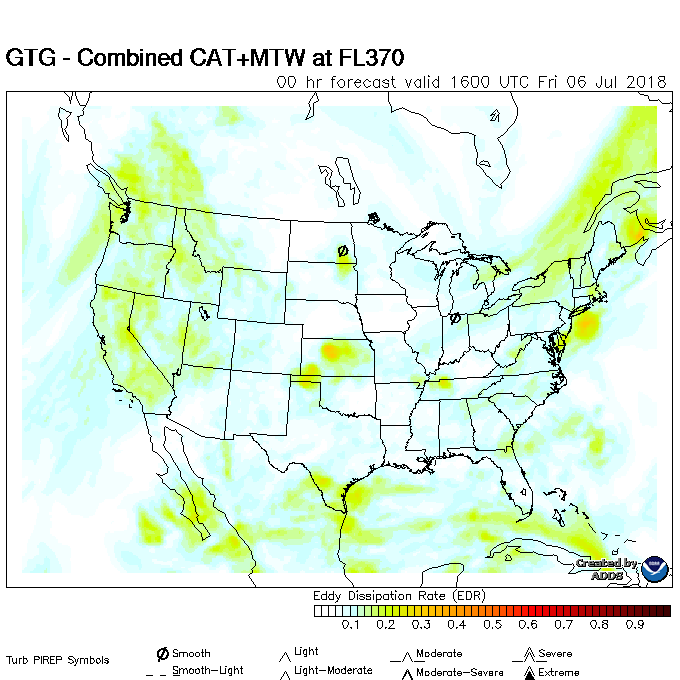 GTG - Combined CAT+MTW at FL370
00 hr forecast valid 1600 UTC Fri 06 Jul 2018
Created by
ADDS
Eddy Dissipation Rate (EDR)
0.1 0.2 0.3 0.4 0.5 0.6 0.7 0.8 0.9
Turb PIREP Symbols
Smooth Light Moderate Severe
Smooth-Light Light-Moderate Moderate-Severe Extreme